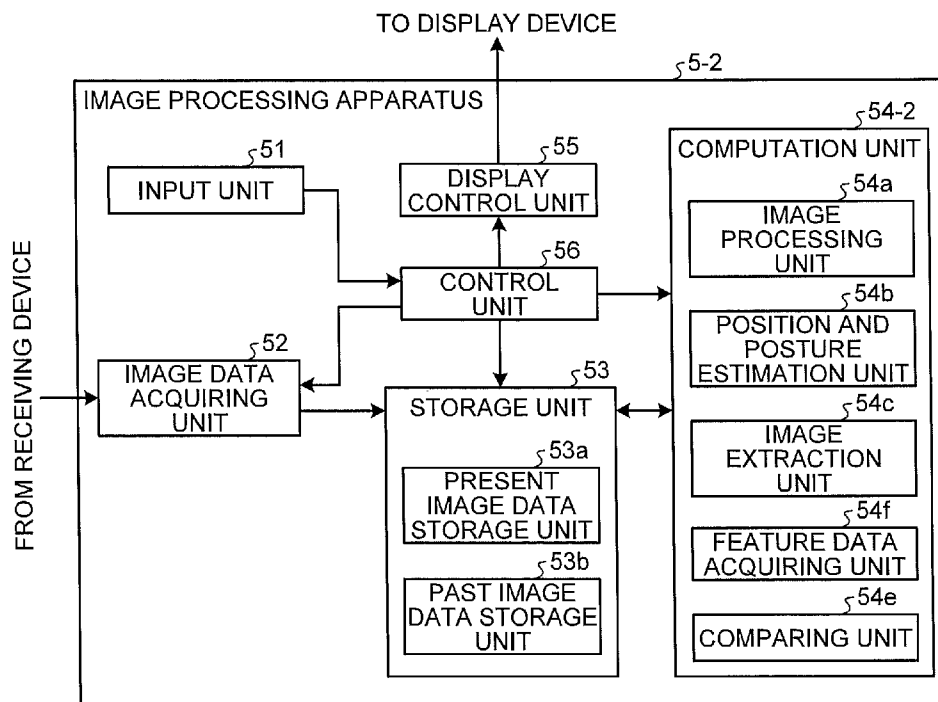 TO DISPLAY DEVICE
5-2
IMAGE PROCESSING APPARATUS
54-2
COMPUTATION UNIT
51
INPUT UNIT
55
DISPLAY
CONTROL UNIT
54a
IMAGE
PROCESSING
UNIT
56
CONTROL
UNIT
54b
POSITION AND
POSTURE
ESTIMATION UNIT
FROM RECEIVING DEVICE
52
IMAGE DATA
ACQUIRING
UNIT
53
STORAGE UNIT
54c
IMAGE
EXTRACTION
UNIT
53a
PRESENT
IMAGE DATA
STORAGE UNIT
54f
FEATURE DATA
ACQUIRING UNIT
53b
PAST IMAGE
DATA STORAGE
UNIT
54e
COMPARING UNIT